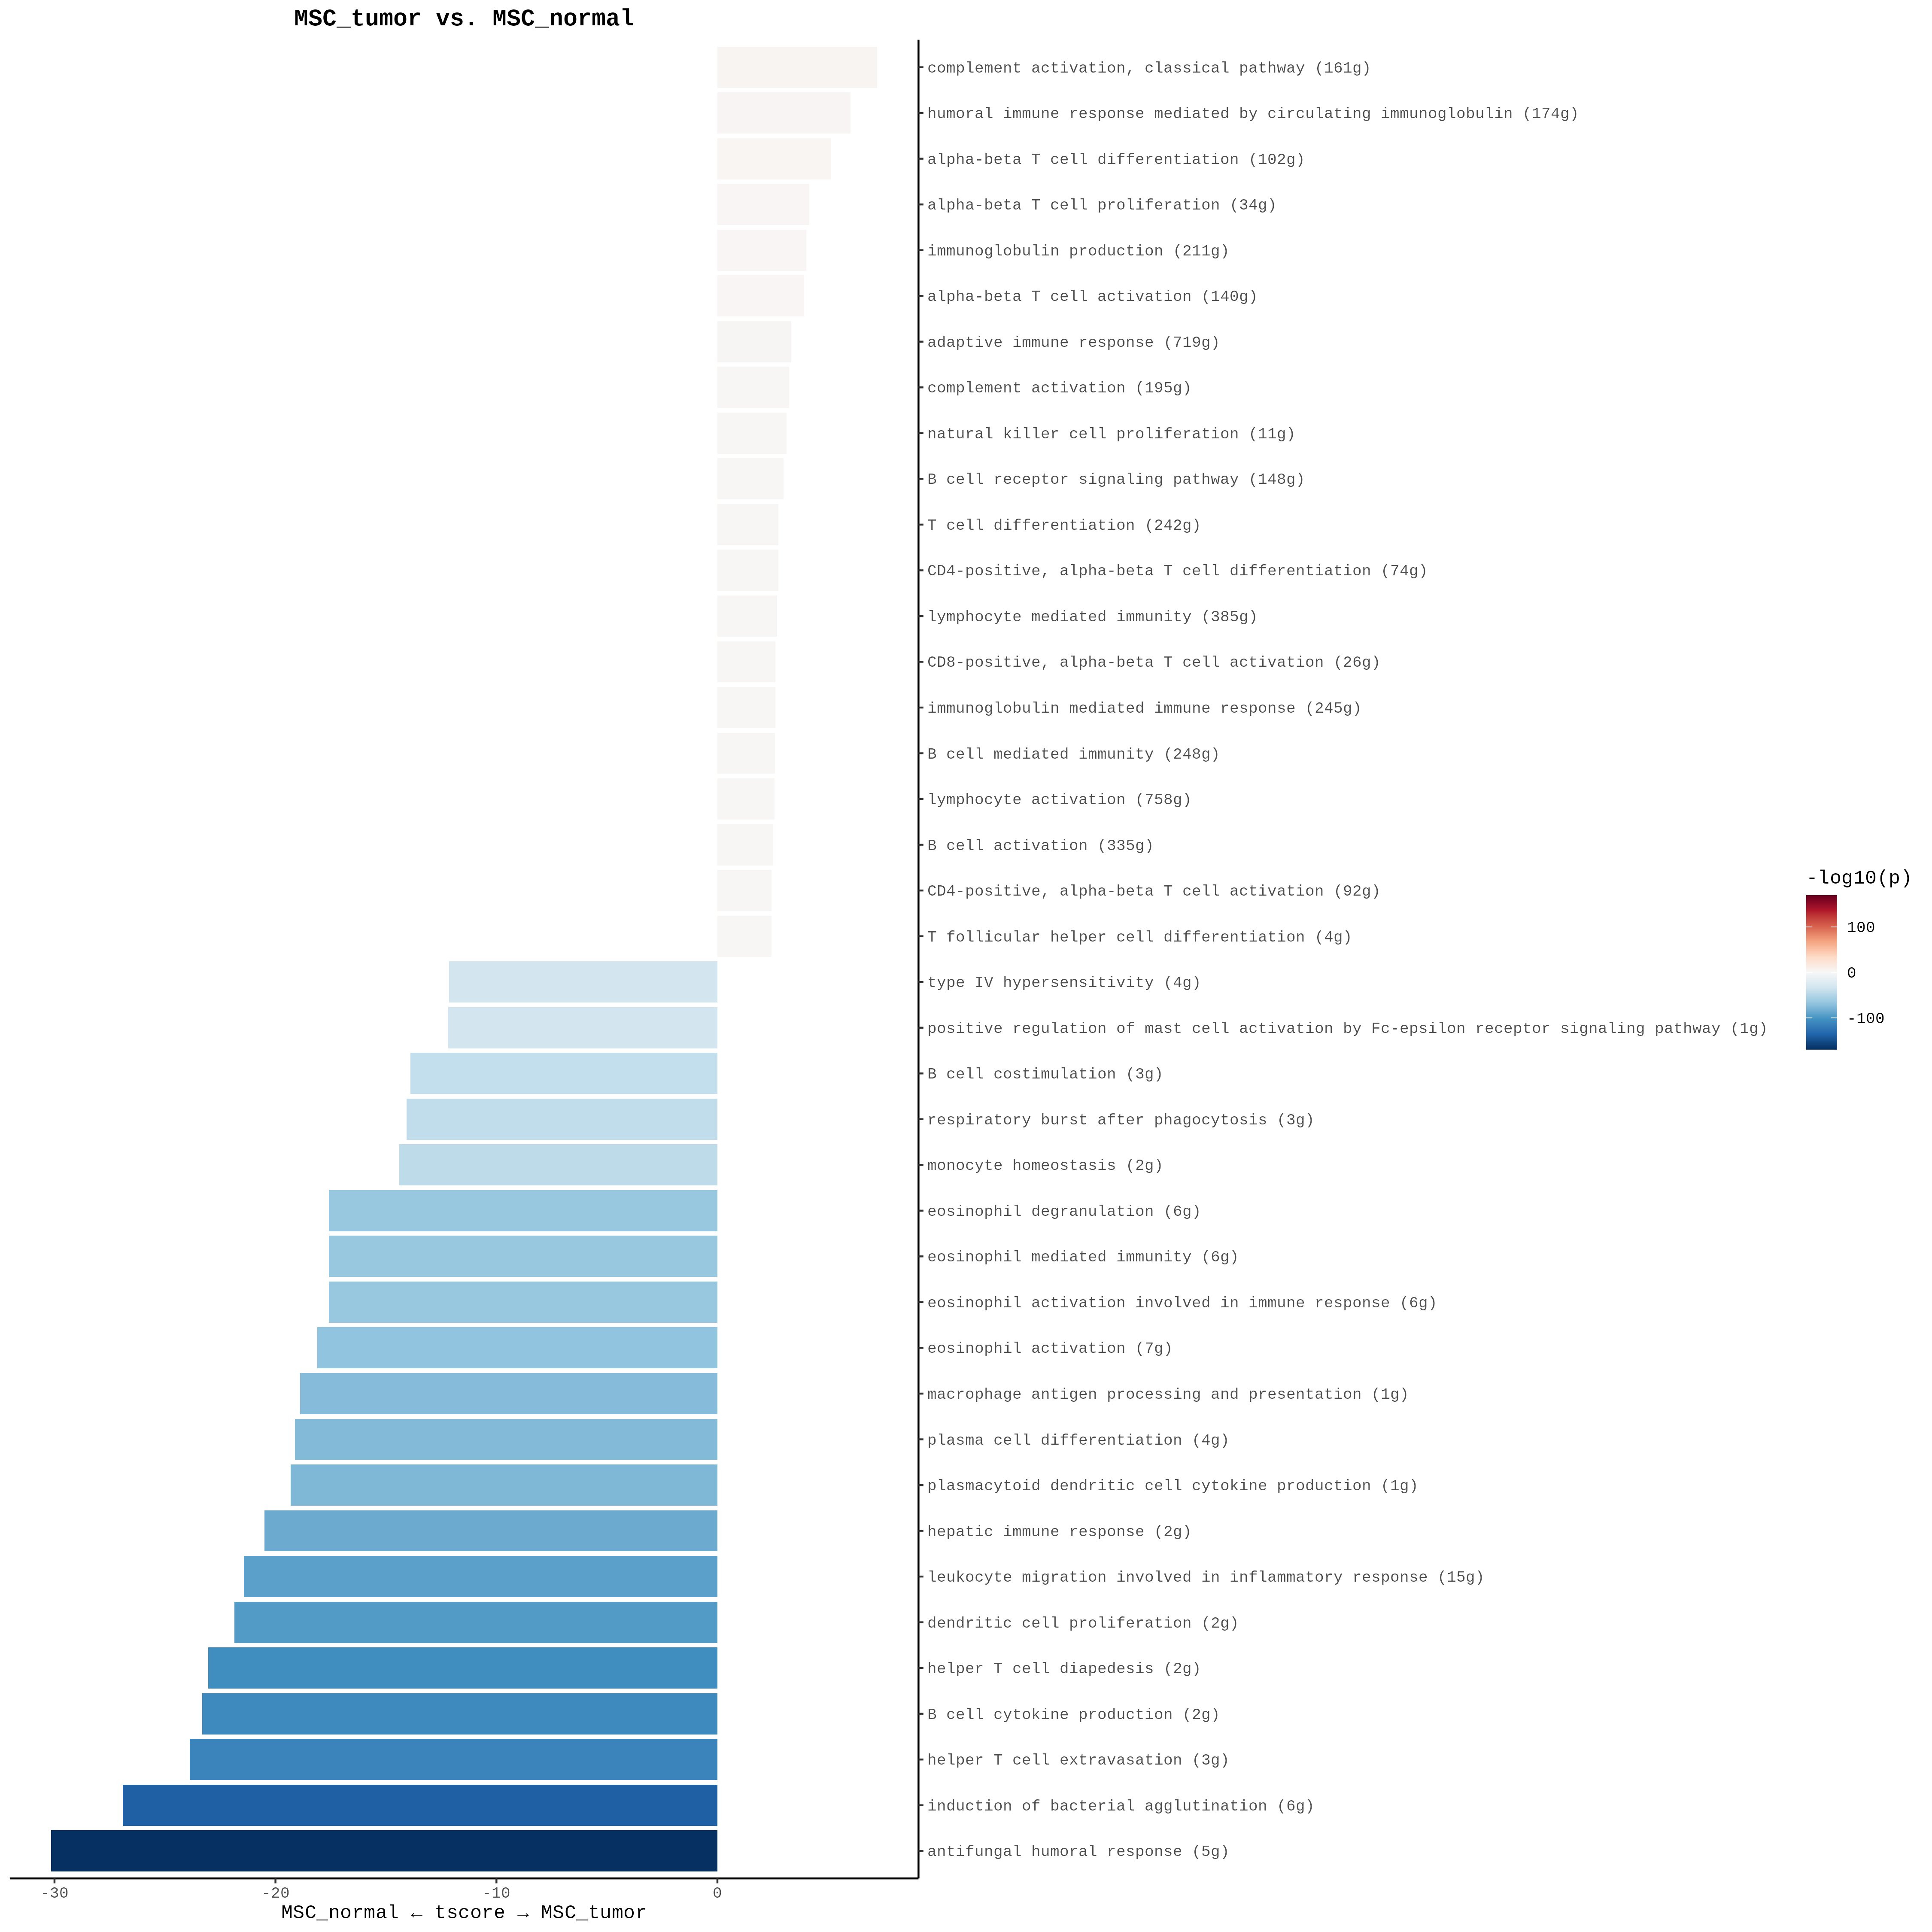 MSC_tumor vs. MSC_normal
complement activation, classical pathway (161g)
humoral immune response mediated by circulating immunoglobulin (174g)
alpha-beta T cell differentiation (102g)
alpha-beta T cell proliferation (34g)
immunoglobulin production (211g)
alpha-beta T cell activation (140g)
adaptive immune response (719g)
complement activation (195g)
natural killer cell proliferation (11g)
B cell receptor signaling pathway (148g)
T cell differentiation (242g)
CD4-positive, alpha-beta T cell differentiation (74g)
lymphocyte mediated immunity (385g)
CD8-positive, alpha-beta T cell activation (26g)
immunoglobulin mediated immune response (245g)
B cell mediated immunity (248g)
lymphocyte activation (758g)
B cell activation (335g)
CD4-positive, alpha-beta T cell activation (92g)
T follicular helper cell differentiation (4g)
type IV hypersensitivity (4g)
positive regulation of mast cell activation by Fc-epsilon receptor signaling pathway (1g)
B cell costimulation (3g)
respiratory burst after phagocytosis (3g)
monocyte homeostasis (2g)
eosinophil degranulation (6g)
eosinophil mediated immunity (6g)
eosinophil activation involved in immune response (6g)
eosinophil activation (7g)
macrophage antigen processing and presentation (1g)
plasma cell differentiation (4g)
plasmacytoid dendritic cell cytokine production (1g)
hepatic immune response (2g)
leukocyte migration involved in inflammatory response (15g)
dendritic cell proliferation (2g)
helper T cell diapedesis (2g)
B cell cytokine production (2g)
helper T cell extravasation (3g)
induction of bacterial agglutination (6g)
antifungal humoral response (5g)
-30 -20 -10 0
MSC_normal ← tscore → MSC_tumor
-log10(p)
100
0
-100